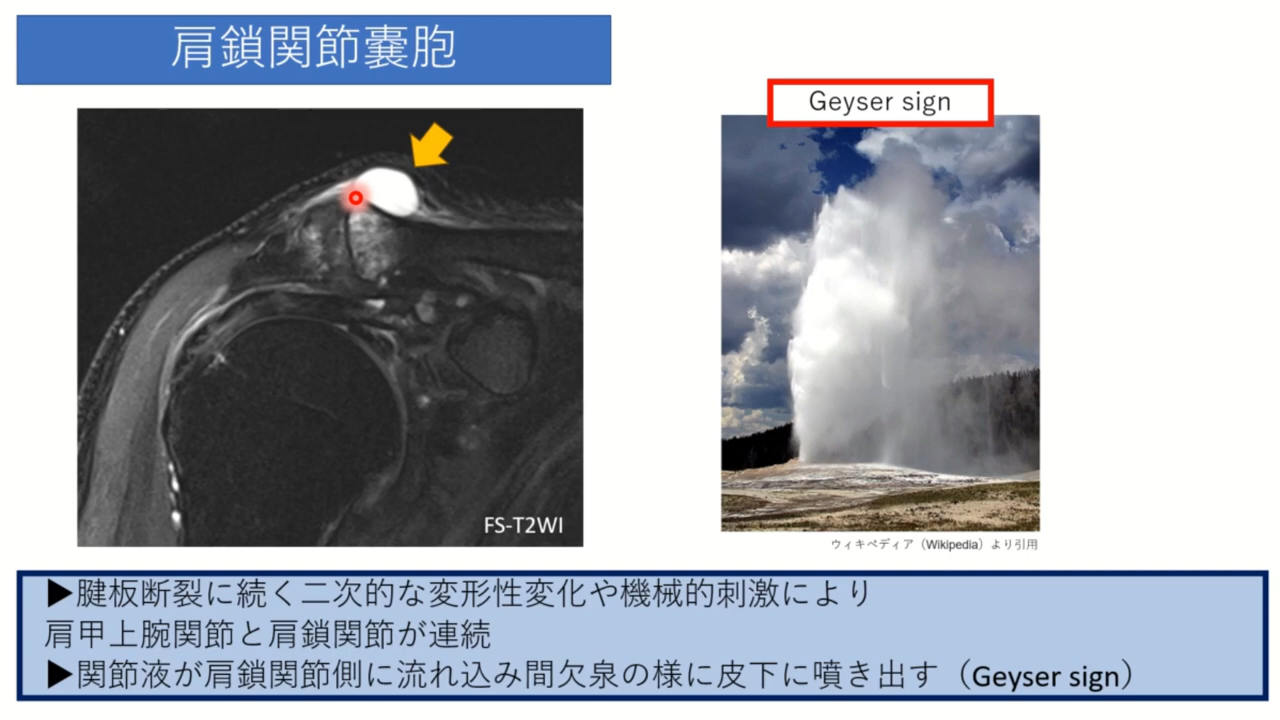 肩鎖関節嚢胞
Geyser sign
FS-T2WI
ウィキペディア（Wikipedia）より引用
▶腱板断裂に続く二次的な変形性変化や機械的刺激により
肩甲上腕関節と肩鎖関節が連続
▶関節液が肩鎖関節側に流れ込み間欠泉の様に皮下に噴き出す（Geyser sign）